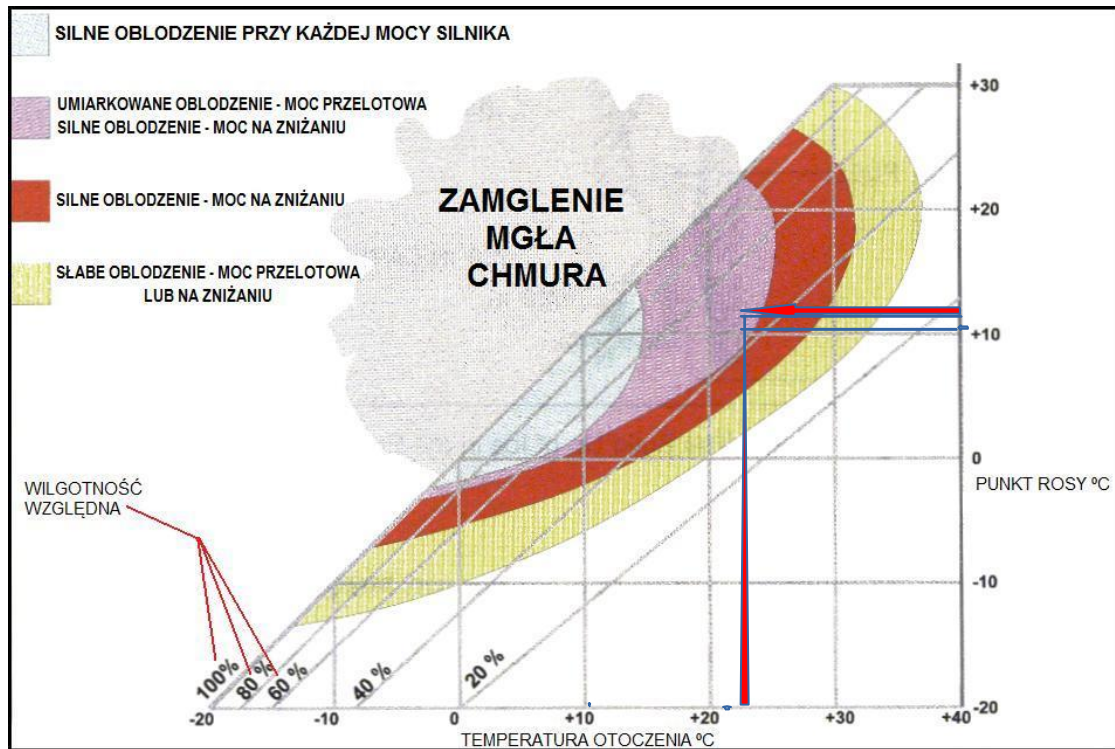 SILNE OBLODZENIE PRZY KAŻDEJ MOCY SILNIKA
UMIARKOWANE OBLODZENIE - MOC PRZELOTOWA
SILNE OBLODZENIE - MOC NA ZNIŻANIU
SILNE OBLODZENIE - MOC NA ZNIŻANIU
SŁABE OBLODZENIE - MOC PRZELOTOWA
LUB NA ZNIŻANIU
ZAMGLENIE
MGŁA
CHMURA
+30
+20
+10
0
PUNKT ROSY ºC
-10
-20
WILGOTNOŚĆ
WZGLĘDNA
100%
80 %
60 %
40 %
20 %
-20
-10
0
+10
+20
+30
+40
TEMPERATURA OTOCZENIA ºC